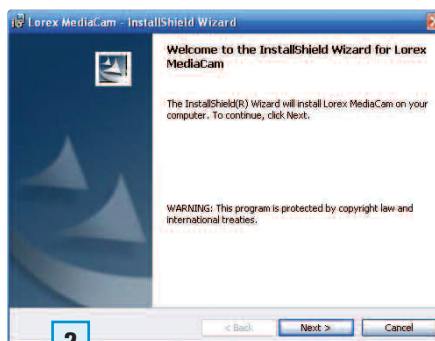 Lorex MediaCam - InstallShield Wizard
Welcome to the InstallShield Wizard for Lorex
MediaCam
The InstallShield(R) Wizard will install Lorex MediaCam on your
computer. To continue, click Next.
WARNING: This program is protected by copyright law and
international treaties.
< Back Next > Cancel
2